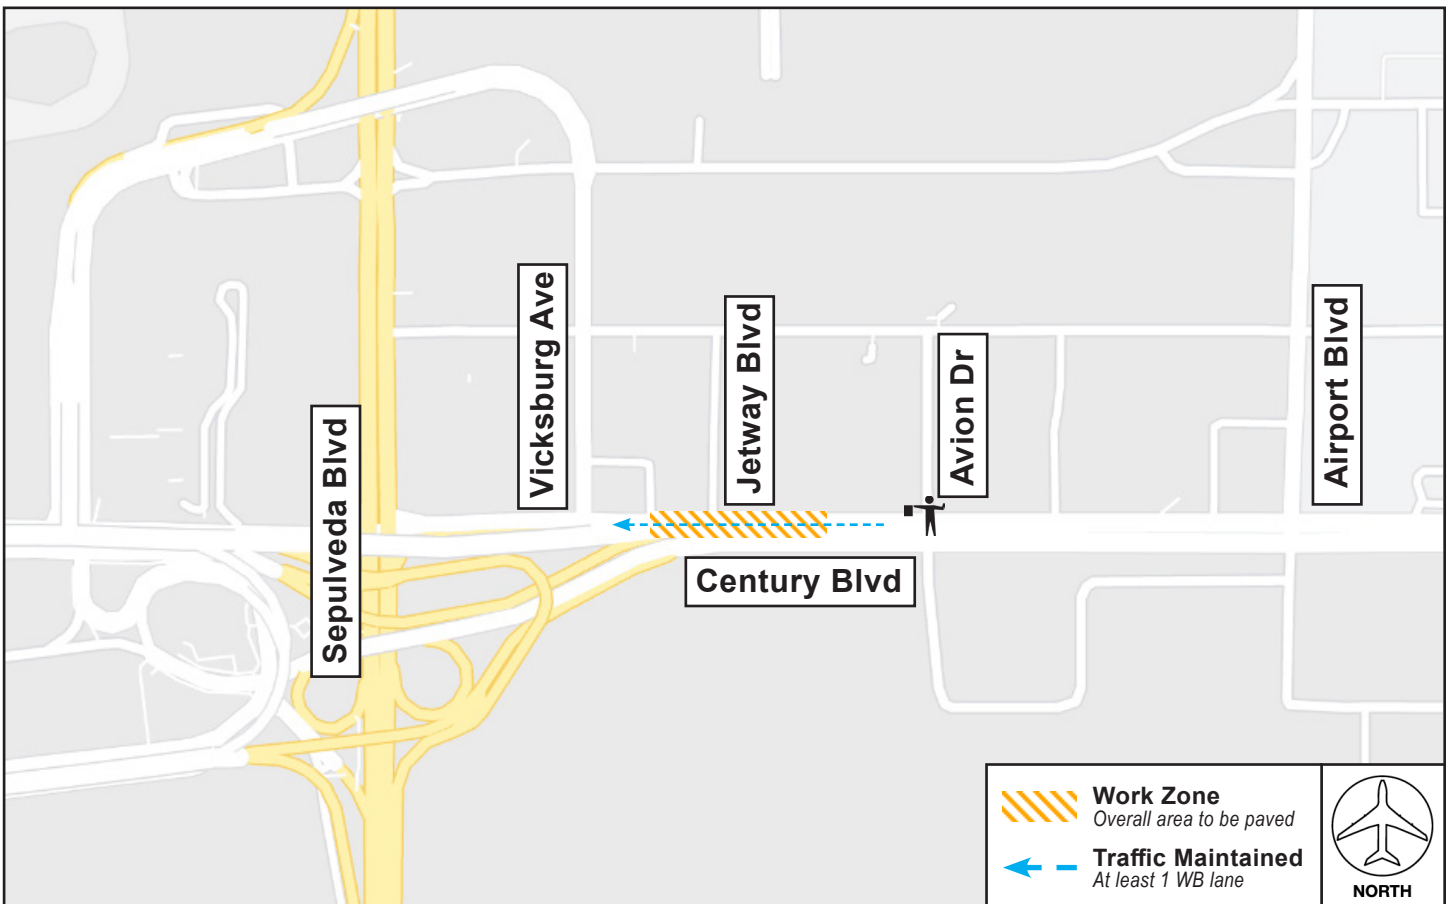 Sepulveda Blvd
Vicksburg Ave
Jetway Blvd
Avion Dr
Airport Blvd
Century Blvd
Work Zone
Overall area to be paved
Traffic Maintained
At least 1 WB lane
NORTH